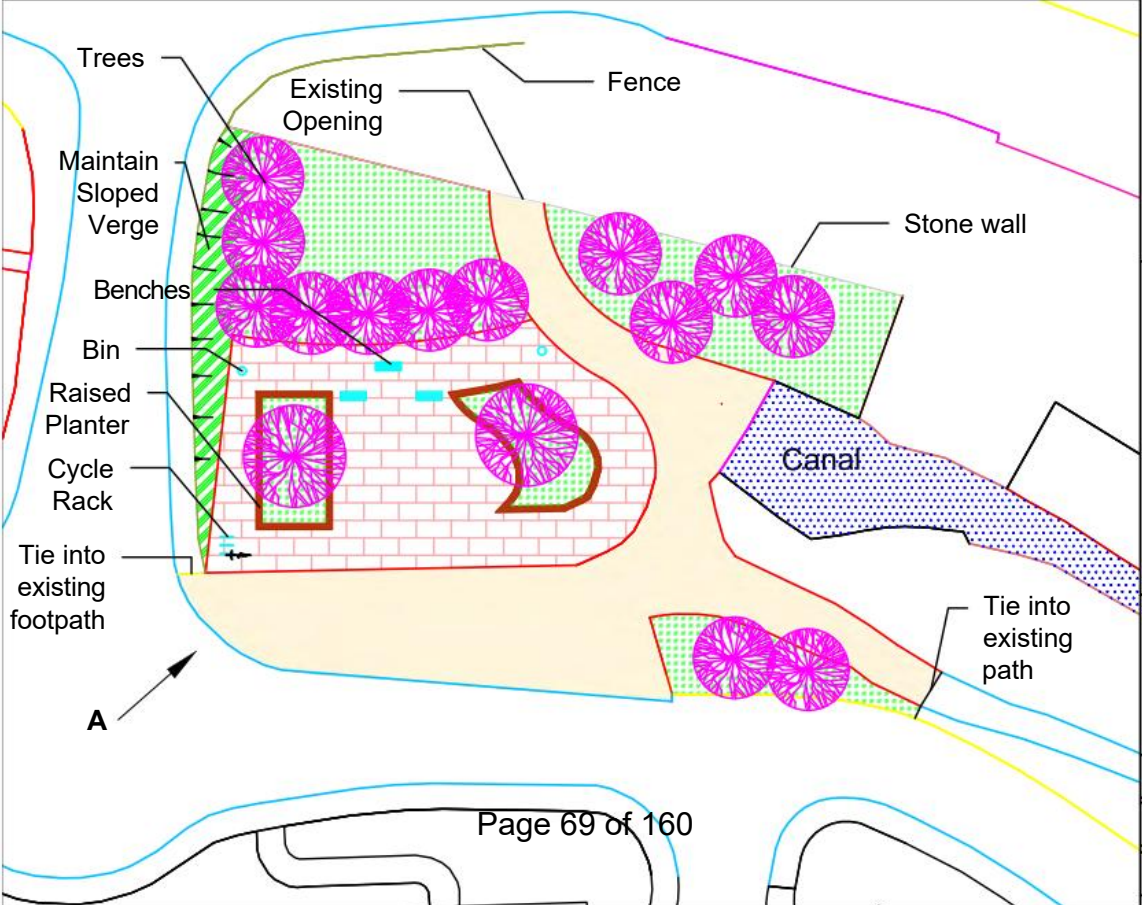 Trees
Fence
Existing
Opening
Maintain
Sloped
Verge
Stone wall
Benches
Bin
Raised
Planter
Canal
Cycle
Rack
Tie into
existing
footpath
Tie into
existing
path
A
Page 69 of 160